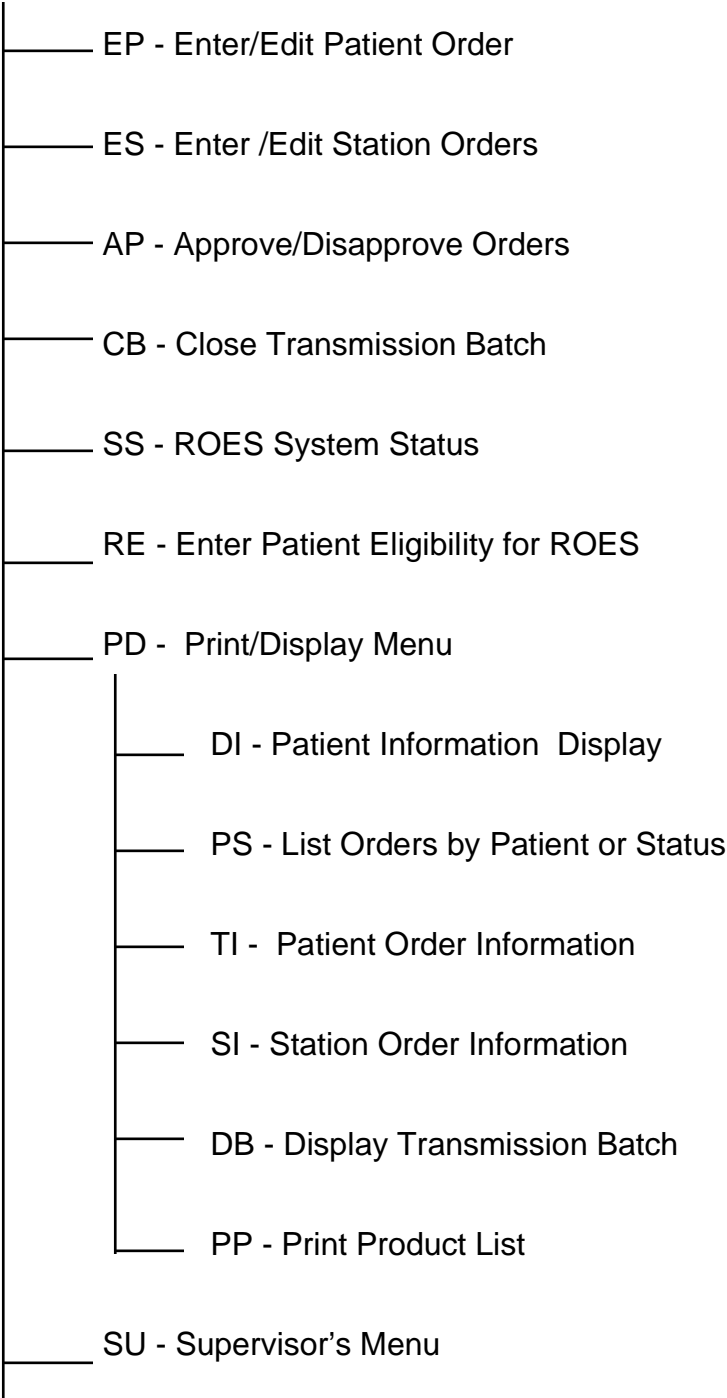 EP - Enter/Edit Patient Order
ES - Enter /Edit Station Orders
AP - Approve/Disapprove Orders
CB - Close Transmission Batch
SS - ROES System Status
RE - Enter Patient Eligibility for ROES
PD -  Print/Display Menu
DI - Patient Information  Display
PS - List Orders by Patient or Status
TI -  Patient Order Information
SI - Station Order Information
DB - Display Transmission Batch
PP - Print Product List
SU - Supervisor’s Menu